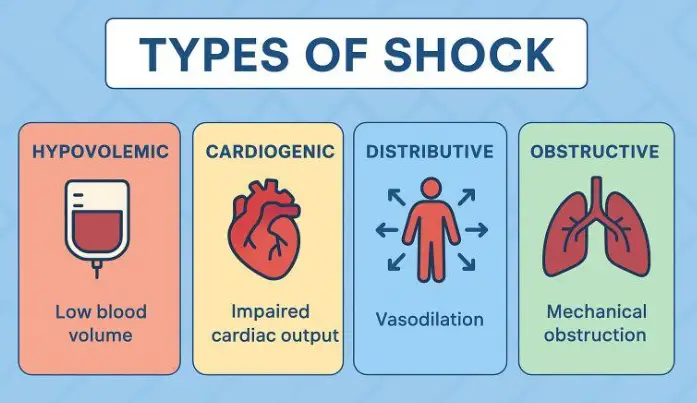 TYPES OF SHOCK
HYPOVOLEMIC
Low blood
volume
CARDIOGENIC
Impaired
cardiac output
DISTRIBUTIVE
Vasodilation
OBSTRUCTIVE
Mechanical
obstruction